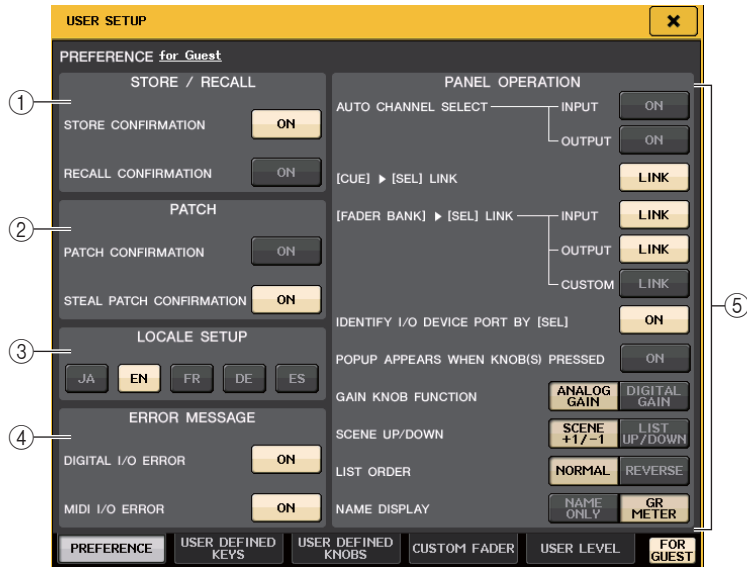 USER SETUP
PREFERENCE for Guest
① STORE / RECALL
STORE CONFIRMATION ON
RECALL CONFIRMATION ON
② PATCH
PATCH CONFIRMATION ON
STEAL PATCH CONFIRMATION ON
③ LOCALE SETUP
JA EN FR DE ES
④ ERROR MESSAGE
DIGITAL I/O ERROR ON
MIDI I/O ERROR ON
⑤ PANEL OPERATION
AUTO CHANNEL SELECT INPUT ON
OUTPUT ON
[CUE] ▶ [SEL] LINK LINK
[FADER BANK] ▶ [SEL] LINK INPUT LINK
OUTPUT LINK
CUSTOM LINK
IDENTIFY I/O DEVICE PORT BY [SEL] ON
POPUP APPEARS WHEN KNOB(S) PRESSED ON
GAIN KNOB FUNCTION ANALOG GAIN DIGITAL GAIN
SCENE UP/DOWN SCENE +1/-1 LIST UP/DOWN
LIST ORDER NORMAL REVERSE
NAME DISPLAY NAME ONLY GR METER
PREFERENCE USER DEFINED KEYS USER DEFINED KNOBS CUSTOM FADER USER LEVEL FOR GUEST